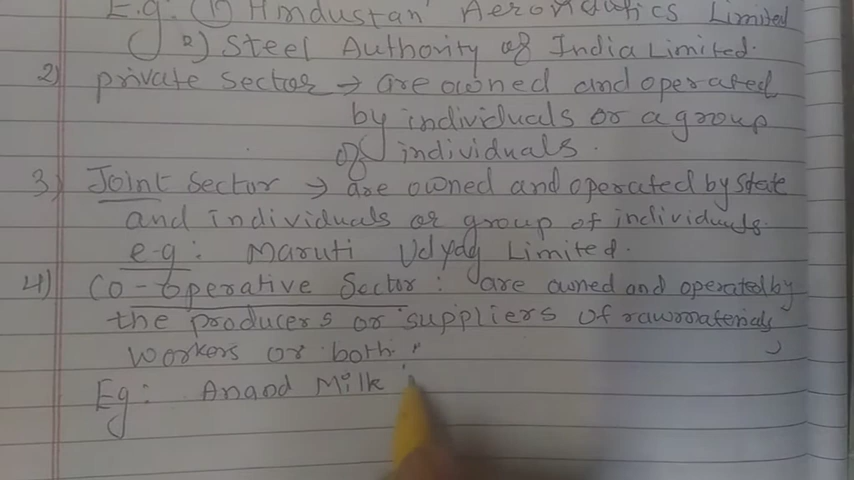 E.g: 1) Hindustan Aeronautics Limited
2) Steel Authority of India Limited.
2) private sector → are owned and operated
by individuals or a group
of individuals.
3) Joint sector → are owned and operated by state
and individuals or group of individuals.
e-g: Maruti Udyog Limited.
4) Co-operative Sector: are owned and operated by
the producers or suppliers of rawmaterials,
workers or both.
Eg: Anand Milk